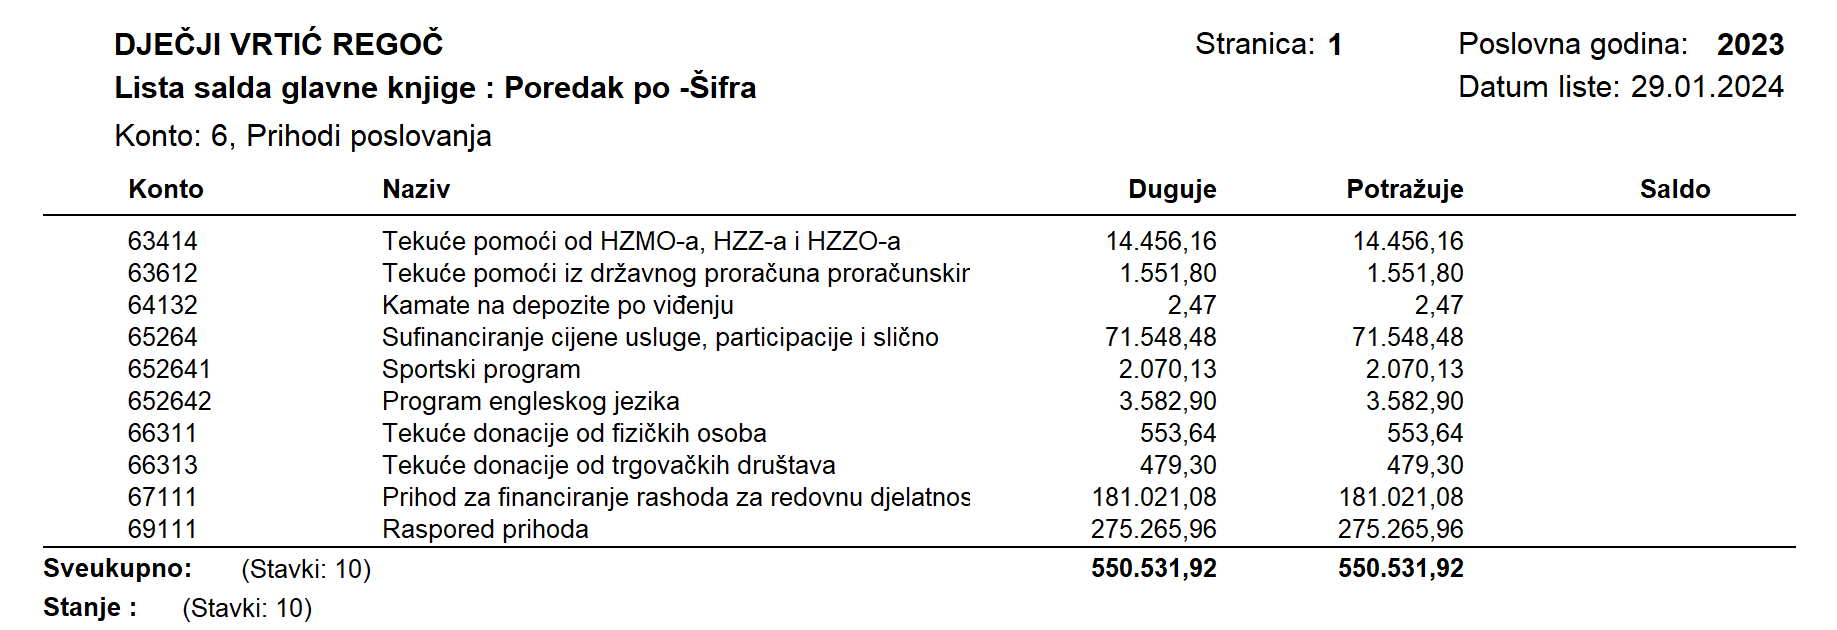 DJEČJI VRTIĆ REGOČ Stranica: 1 Poslovna godina: 2023
Lista salda glavne knjige : Poredak po -Šifra Datum liste: 29.01.2024
Konto: 6, Prihodi poslovanja
Konto Naziv Duguje Potražuje Saldo
63414 Tekuće pomoći od HZMO-a, HZZ-a i HZZO-a 14.456,16 14.456,16
63612 Tekuće pomoći iz državnog proračuna proračunskir 1.551,80 1.551,80
64132 Kamate na depozite po viđenju 2,47 2,47
65264 Sufinanciranje cijene usluge, participacije i slično 71.548,48 71.548,48
652641 Sportski program 2.070,13 2.070,13
652642 Program engleskog jezika 3.582,90 3.582,90
66311 Tekuće donacije od fizičkih osoba 553,64 553,64
66313 Tekuće donacije od trgovačkih društava 479,30 479,30
67111 Prihod za financiranje rashoda za redovnu djelatnos 181.021,08 181.021,08
69111 Raspored prihoda 275.265,96 275.265,96
Sveukupno: (Stavki: 10) 550.531,92 550.531,92
Stanje : (Stavki: 10)